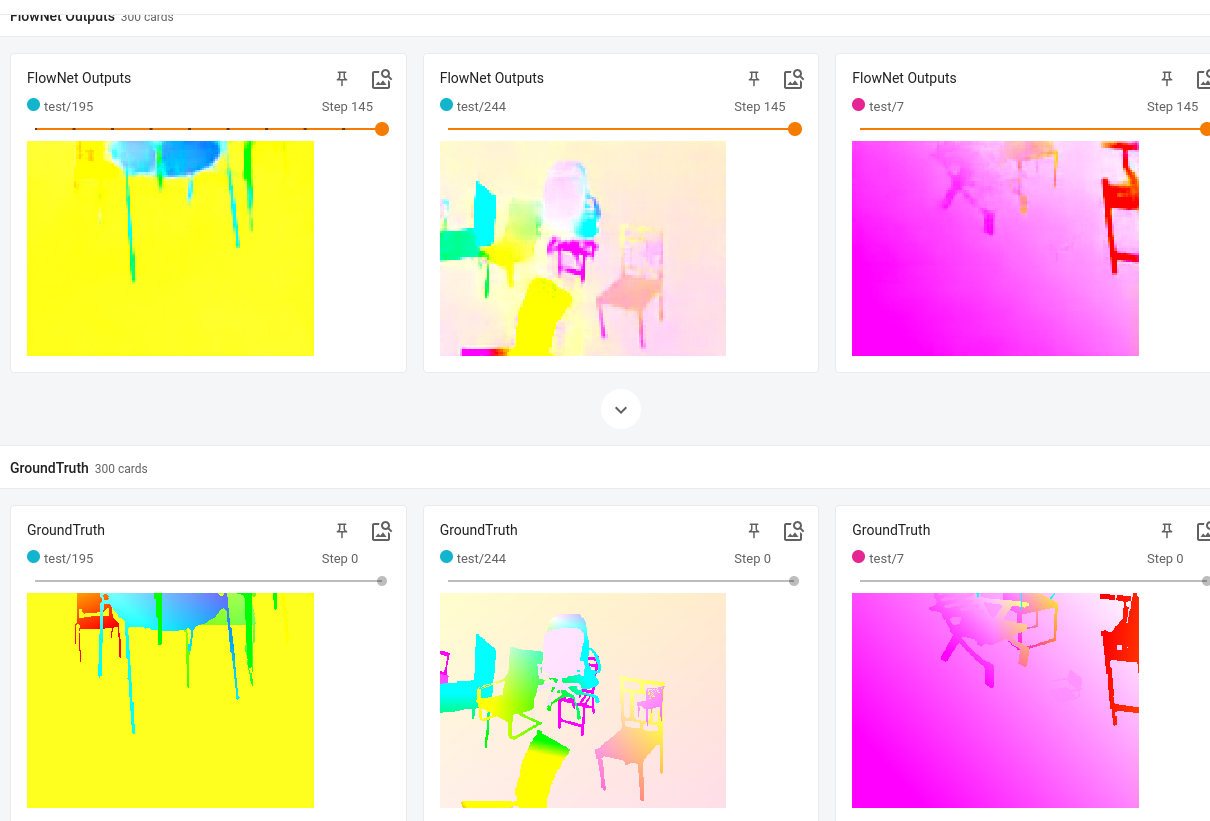 FlowNet Outputs 300 cards
FlowNet Outputs
test/195 Step 145
FlowNet Outputs
test/244 Step 145
FlowNet Outputs
test/7 Step 145
GroundTruth 300 cards
GroundTruth
test/195 Step 0
GroundTruth
test/244 Step 0
GroundTruth
test/7 Step 0